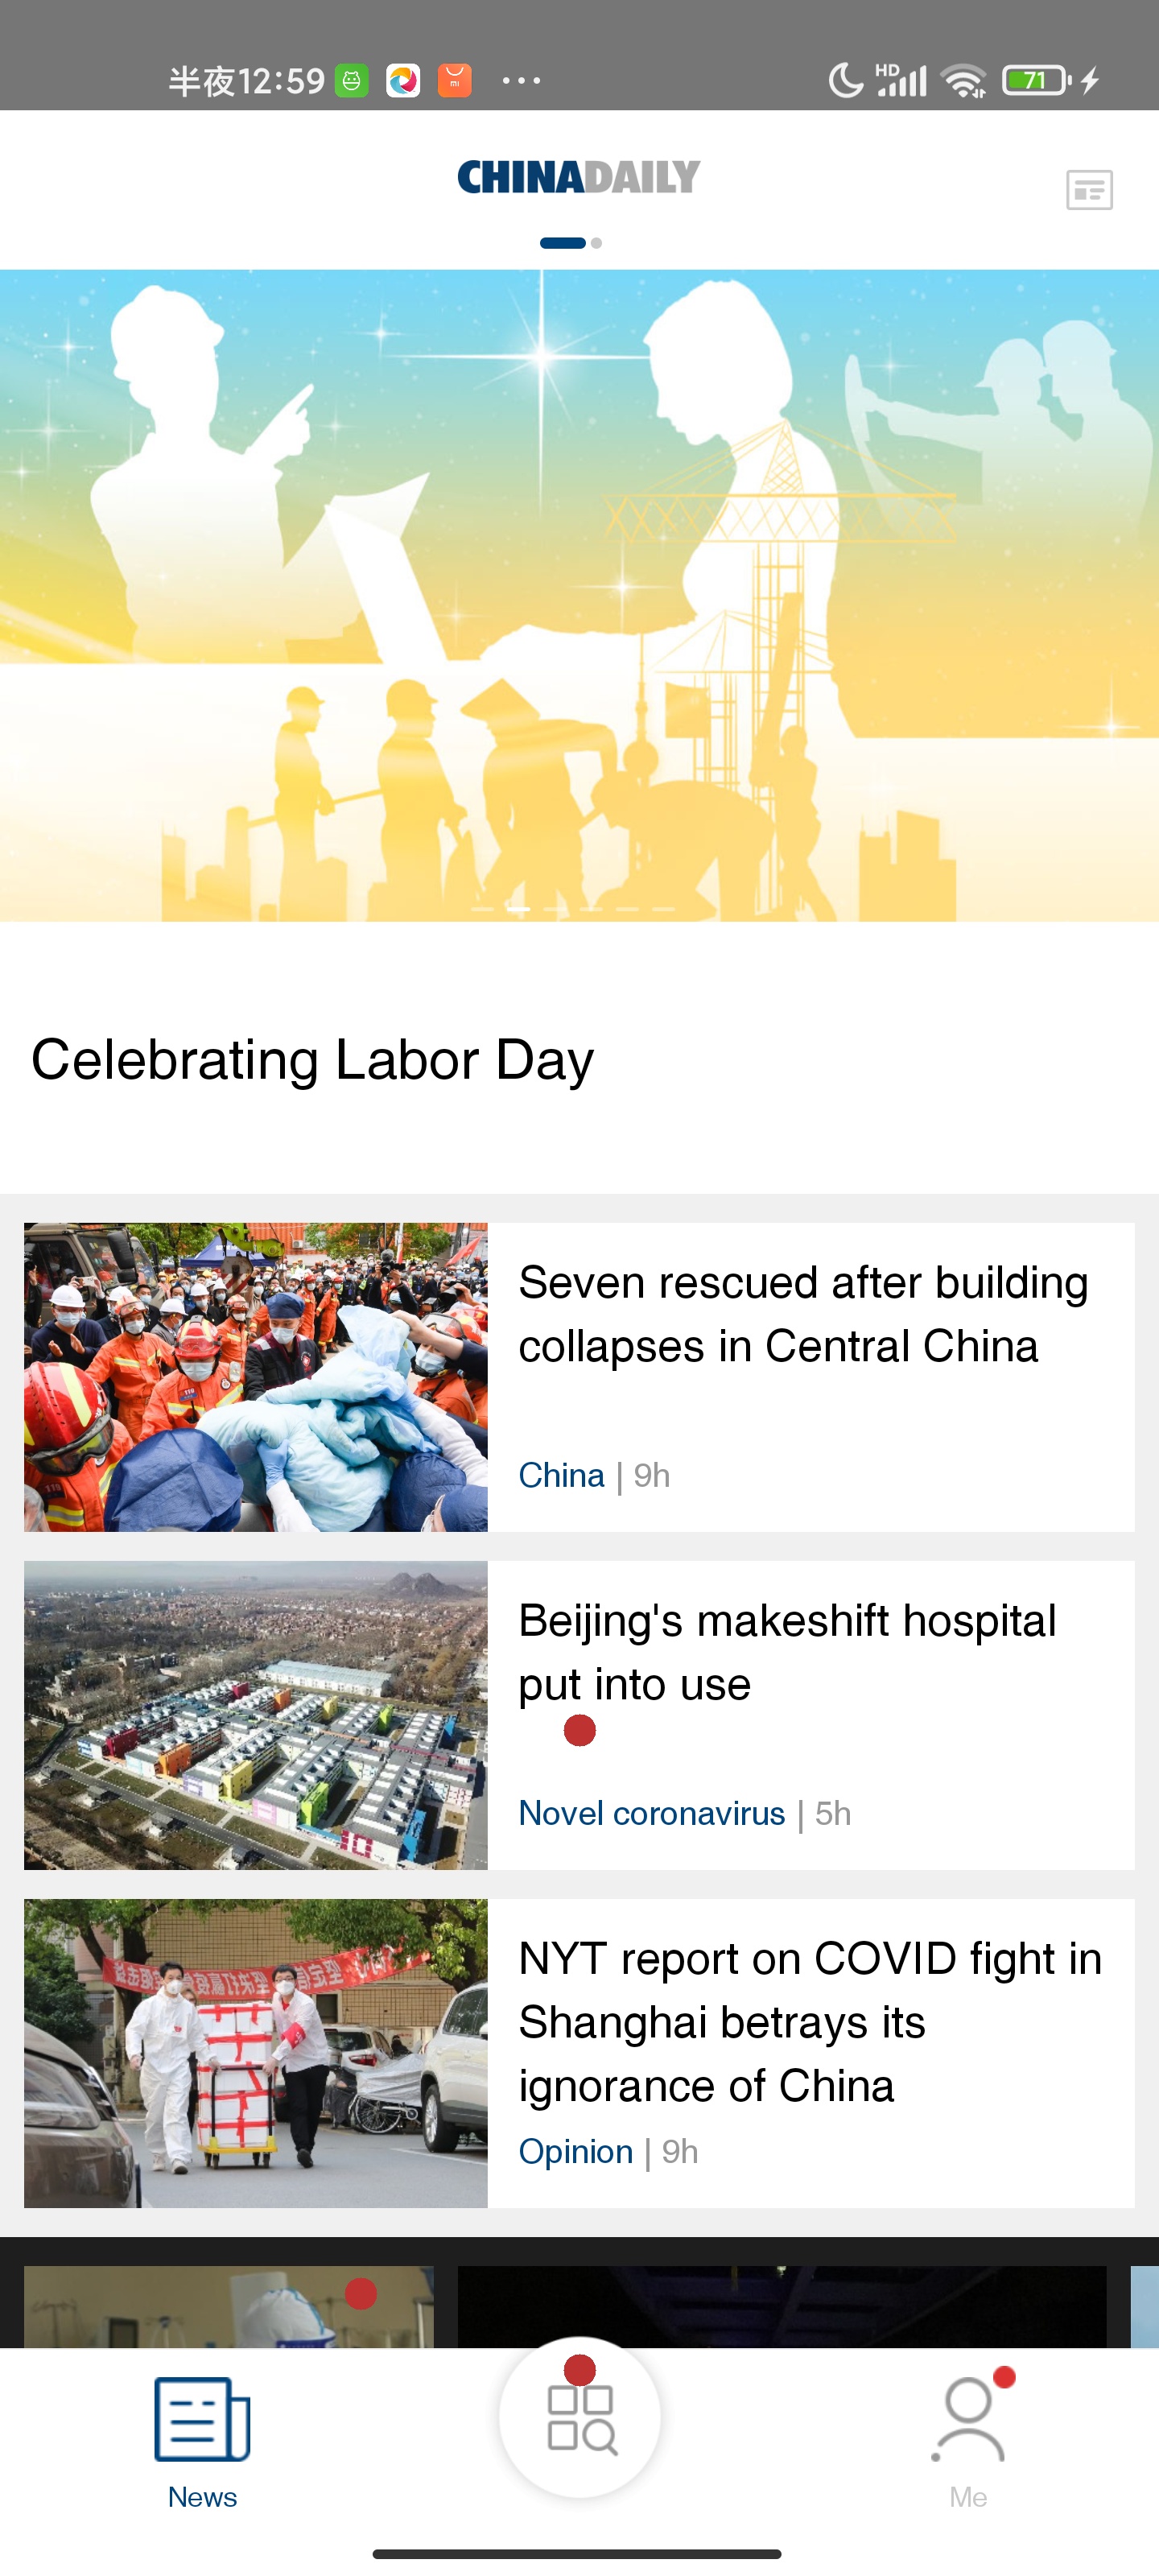 半夜12:59
HD
71
CHINADAILY
Celebrating Labor Day
Seven rescued after building
collapses in Central China
China | 9h
Beijing's makeshift hospital
put into use
Novel coronavirus | 5h
NYT report on COVID fight in
Shanghai betrays its
ignorance of China
Opinion | 9h
News
Me